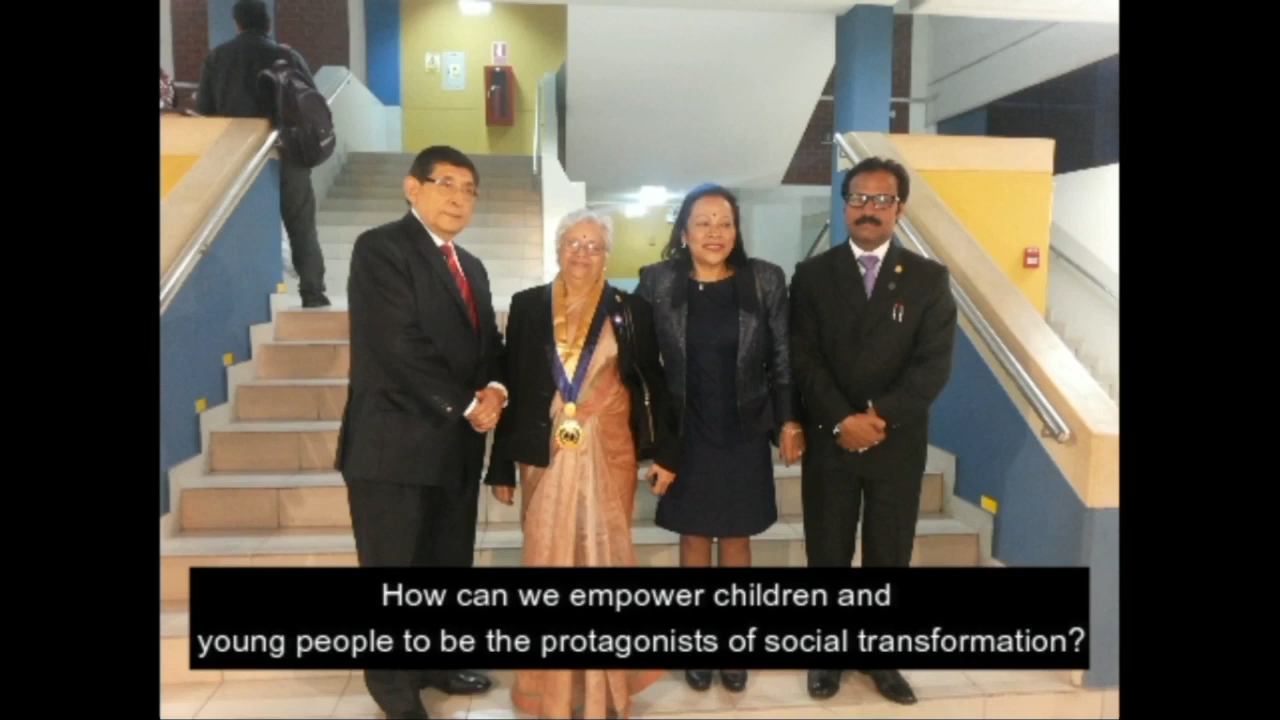 How can we empower children and
young people to be the protagonists of social transformation?